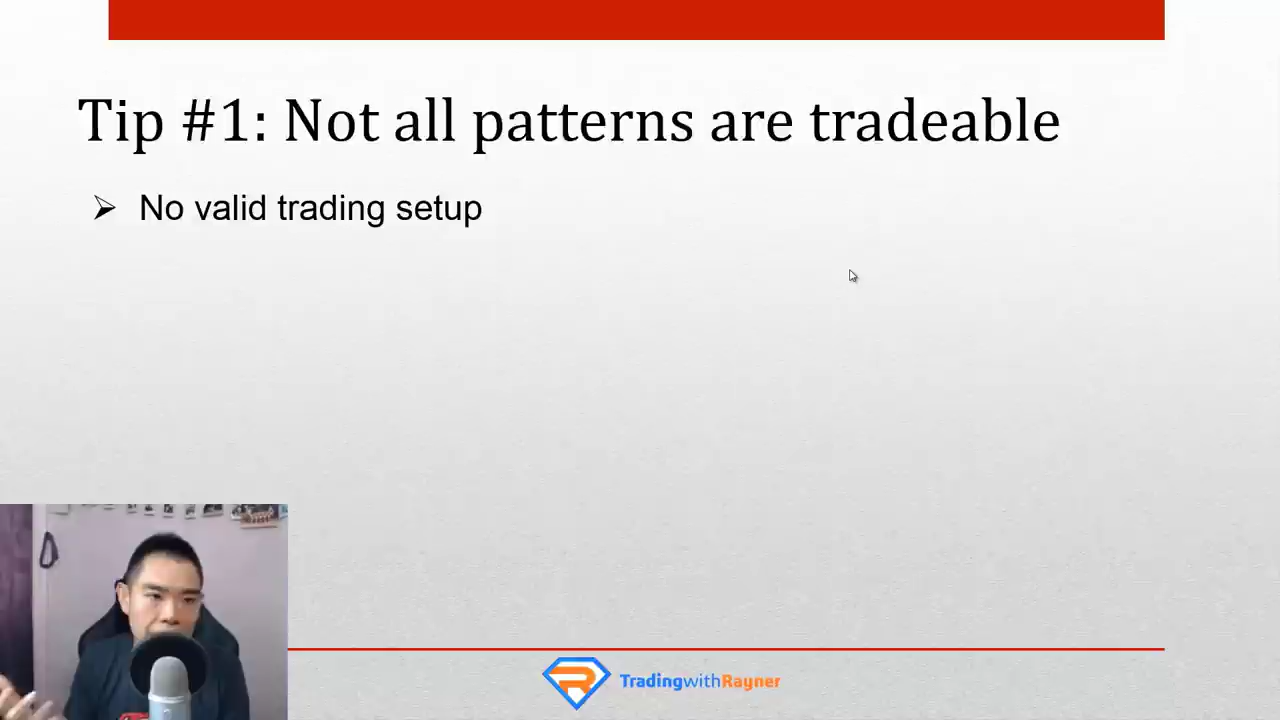 Tip #1: Not all patterns are tradeable
No valid trading setup
TradingwithRayner